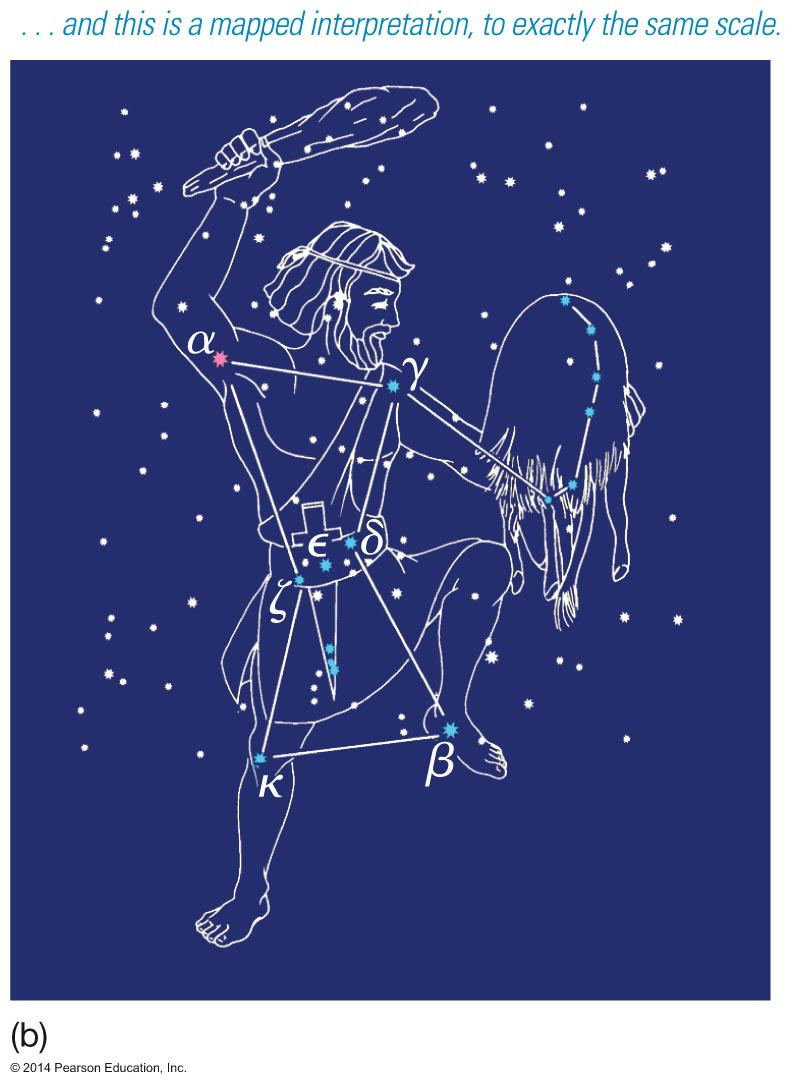 . . . and this is a mapped interpretation, to exactly the same scale.
α
γ
ϵ
δ
ζ
β
κ
(b)
© 2014 Pearson Education, Inc.